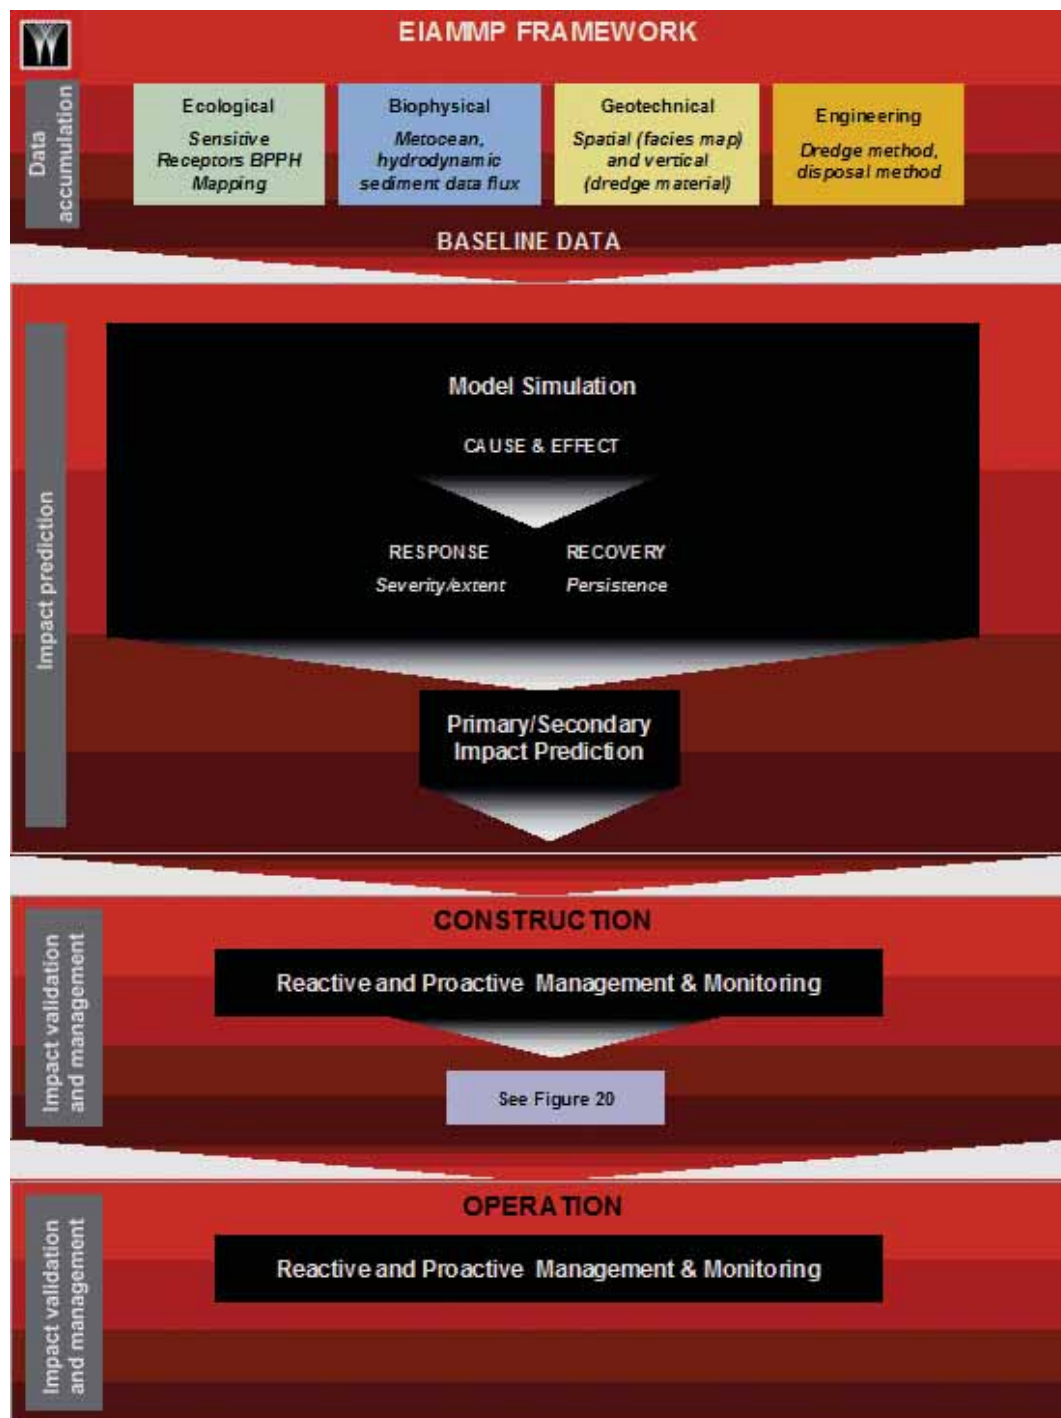 EIAMMP FRAMEWORK
Data
accumulation
Ecological
Sensitive
Receptors BPPH
Mapping
Biophysical
Metocean,
hydrodynamic
sediment data flux
Geotechnical
Spatial (facies map)
and vertical
(dredge material)
Engineering
Dredge method,
disposal method
BASELINE DATA
Impact prediction
Model Simulation
CAUSE & EFFECT
RESPONSE
Severity/extent
RECOVERY
Persistence
Primary/Secondary
Impact Prediction
Impact validation
and management
CONSTRUCTION
Reactive and Proactive Management & Monitoring
See Figure 20
Impact validation
and management
OPERATION
Reactive and Proactive Management & Monitoring